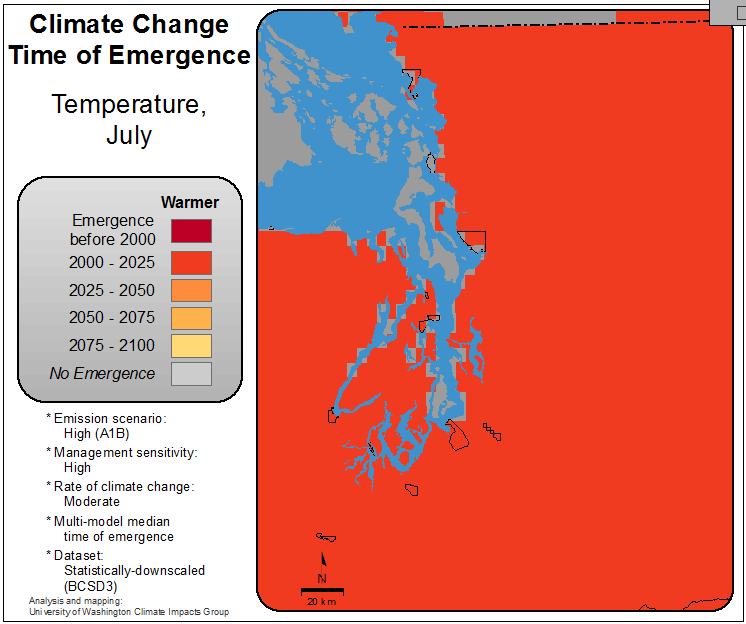 Climate Change
Time of Emergence
Temperature,
July
Warmer
Emergence
before 2000
2000 - 2025
2025 - 2050
2050 - 2075
2075 - 2100
No Emergence
* Emission scenario:
High (A1B)
* Management sensitivity:
High
* Rate of climate change:
Moderate
* Multi-model median
time of emergence
* Dataset:
Statistically-downscaled
(BCSD3)
Analysis and mapping:
University of Washington Climate Impacts Group
N
20 km